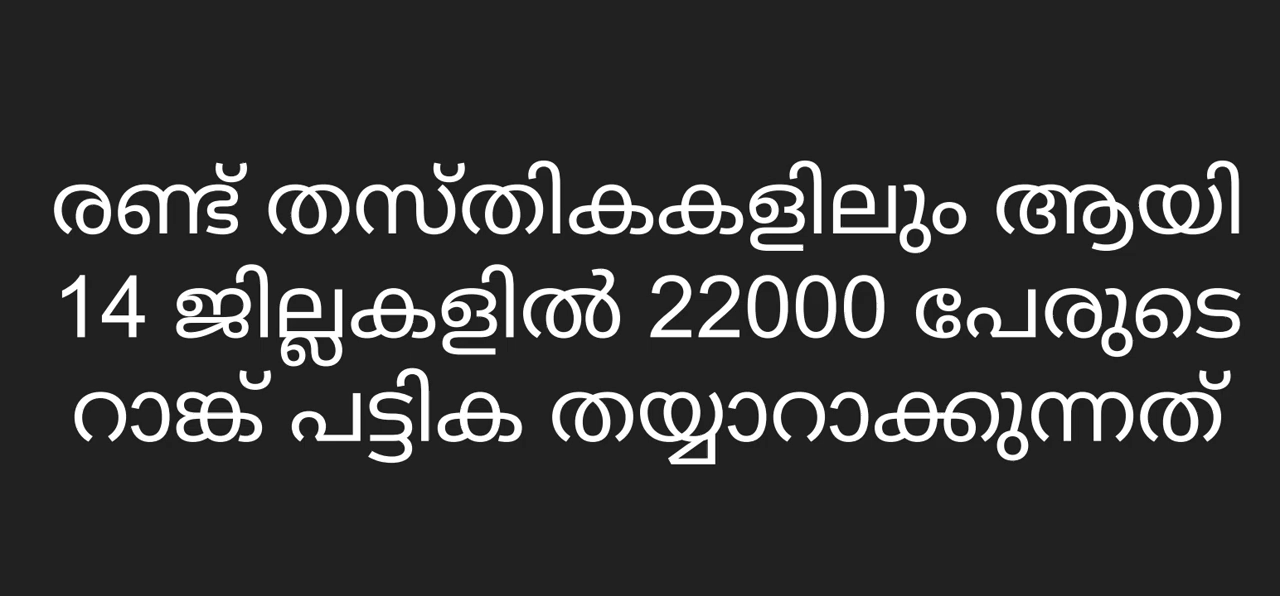 രണ്ട് തസ്തികകളിലും ആയി
14 ജില്ലകളിൽ 22000 പേരുടെ
റാങ്ക് പട്ടിക തയ്യാറാക്കുന്നത്